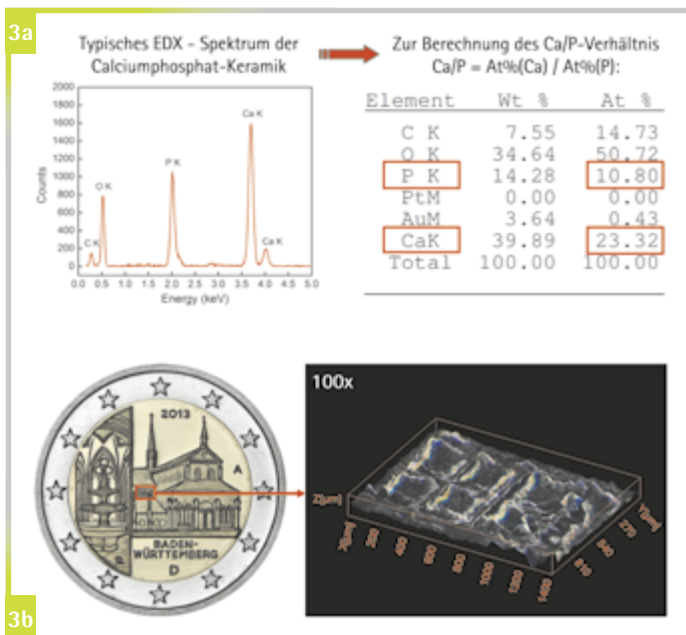 3a
Typisches EDX - Spektrum der
Calciumphosphat-Keramik
Zur Berechnung des Ca/P-Verhältnis
Ca/P = At%(Ca) / At%(P):
2000
1800
1600
1400
1200
1000
800
600
400
200
0
Counts
C K
O K
P K
Ca K
Ca K
0.0 0.5 1.0 1.5 2.0 2.5 3.0 3.5 4.0 4.5 5.0
Energy (keV)
Element Wt % At %
C K 7.55 14.73
O K 34.64 50.72
P K 14.28 10.80
PtM 0.00 0.00
AuM 3.64 0.43
CaK 39.89 23.32
Total 100.00 100.00
2013
A
BADEN-
WÜRTTEMBERG
D
100x
Z[µm]
3b